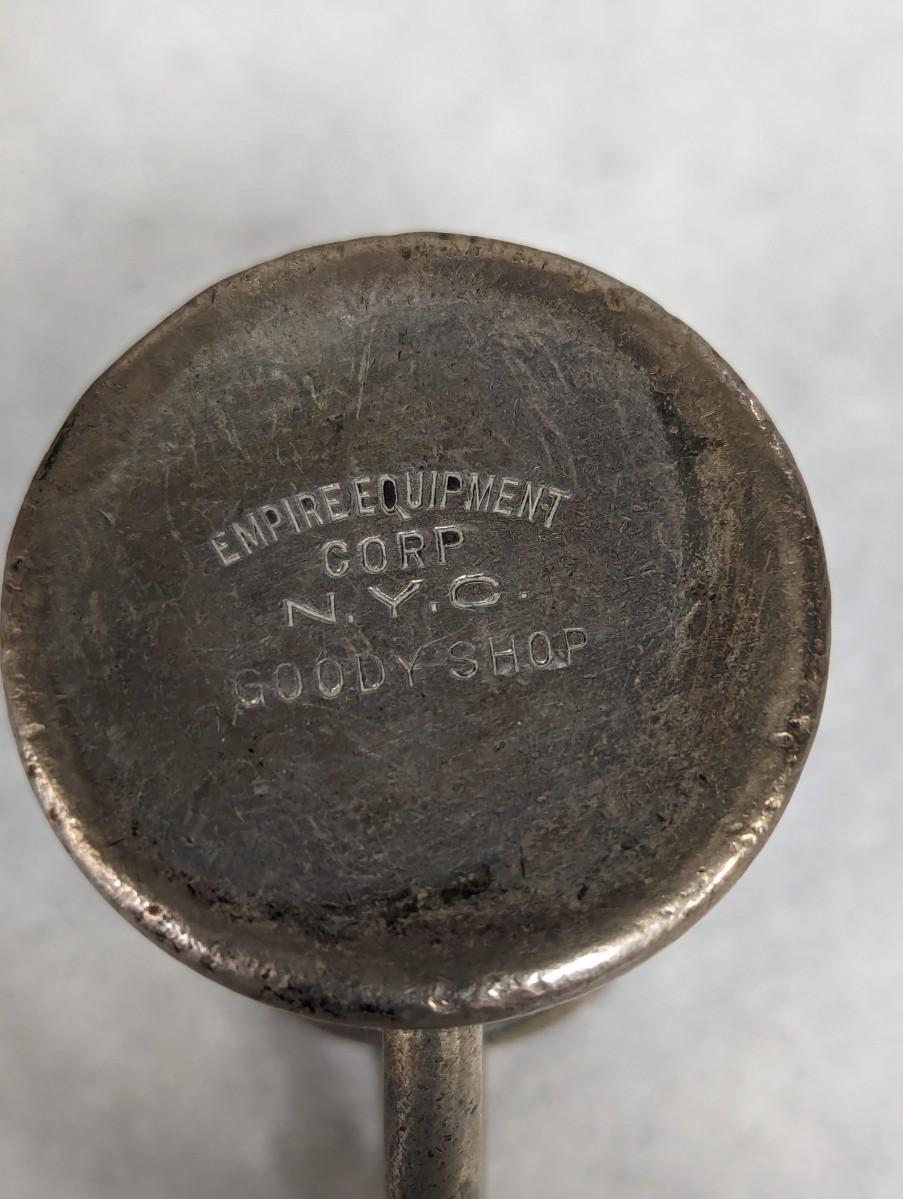 EMPIRE EQUIPMENT
CORP
N.Y.C.
GOODY SHOP